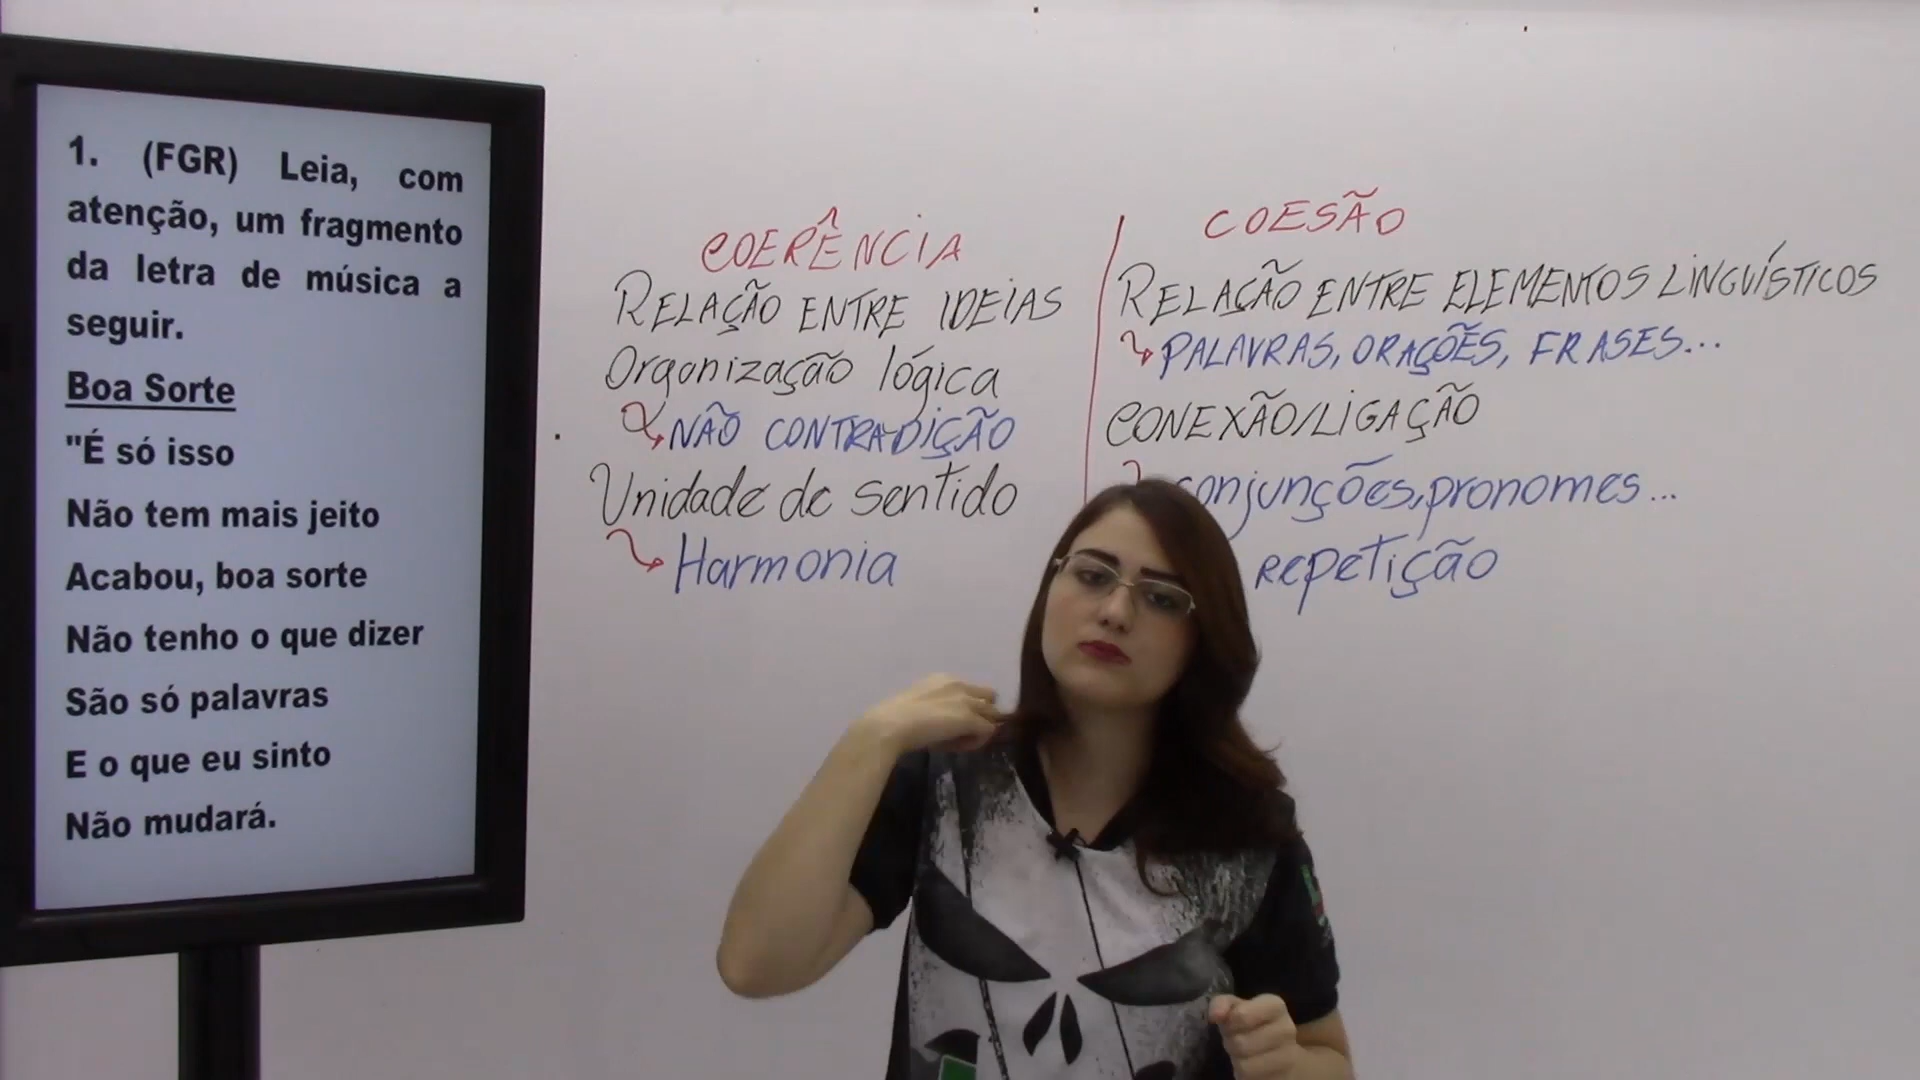 1. (FGR) Leia, com
atenção, um fragmento
da letra de música a
seguir.
Boa Sorte
"É só isso
Não tem mais jeito
Acabou, boa sorte
Não tenho o que dizer
São só palavras
E o que eu sinto
Não mudará.
COERÊNCIA
RELAÇÃO ENTRE IDEIAS
Organização lógica
NÃO CONTRADIÇÃO
Unidade de sentido
Harmonia
COESÃO
RELAÇÃO ENTRE ELEMENTOS LINGUÍSTICOS
PALAVRAS, ORAÇÕES, FRASES...
CONEXÃO/LIGAÇÃO
conjunções, pronomes...
REPETIÇÃO